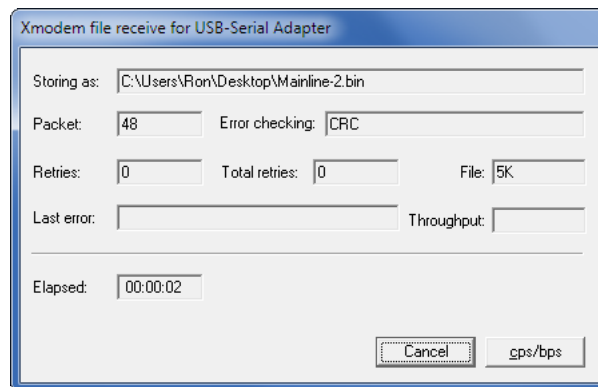 Xmodem file receive for USB-Serial Adapter
Storing as: C:\Users\Ron\Desktop\Mainline-2.bin
Packet: 48 Error checking: CRC
Retries: 0 Total retries: 0 File: 5K
Last error: Throughput:
Elapsed: 00:00:02
Cancel cps/bps